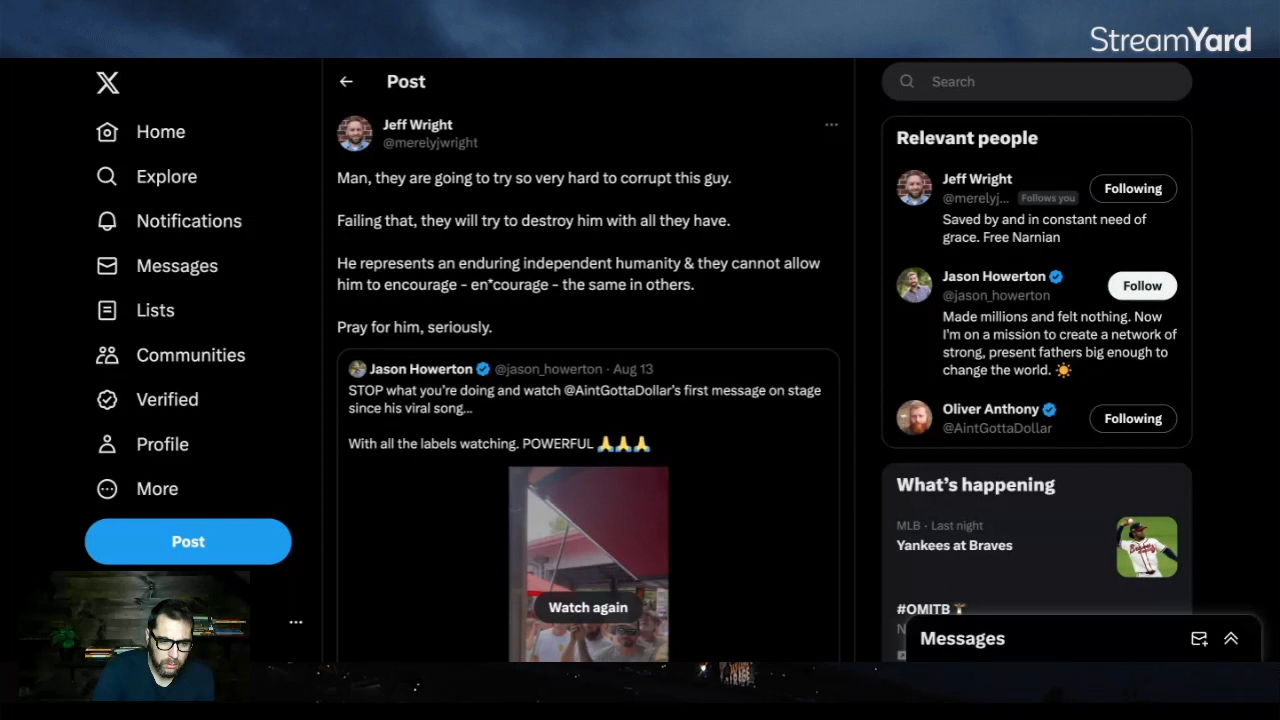 StreamYard
X
Home
Explore
Notifications
Messages
Lists
Communities
Verified
Profile
More
Post
Post
Jeff Wright
@merelyjwright
Man, they are going to try so very hard to corrupt this guy.
Failing that, they will try to destroy him with all they have.
He represents an enduring independent humanity & they cannot allow
him to encourage - en*courage - the same in others.
Pray for him, seriously.
Jason Howerton @jason_howerton · Aug 13
STOP what you're doing and watch @AintGottaDollar's first message on stage
since his viral song...
With all the labels watching. POWERFUL 🙏🙏🙏
Watch again
Search
Relevant people
Jeff Wright
@merelyj... Follows you
Following
Saved by and in constant need of
grace. Free Narnian
Jason Howerton
@jason_howerton
Follow
Made millions and felt nothing. Now
I'm on a mission to create a network of
strong, present fathers big enough to
change the world. ☀️
Oliver Anthony
@AintGottaDollar
Following
What's happening
MLB · Last night
Yankees at Braves
#OMITB
Messages